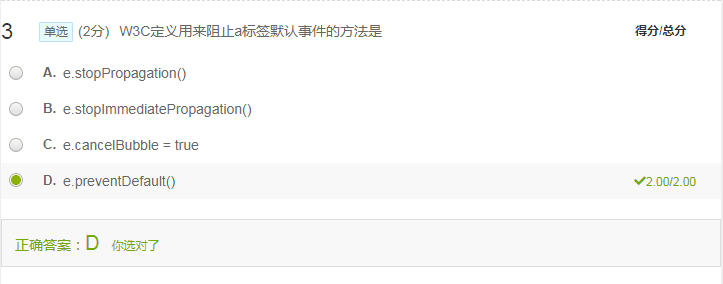 3 单选 (2分) W3C定义用来阻止a标签默认事件的方法是 得分/总分
A. e.stopPropagation()
B. e.stopImmediatePropagation()
C. e.cancelBubble = true
D. e.preventDefault() 2.00/2.00
正确答案：D 你选对了